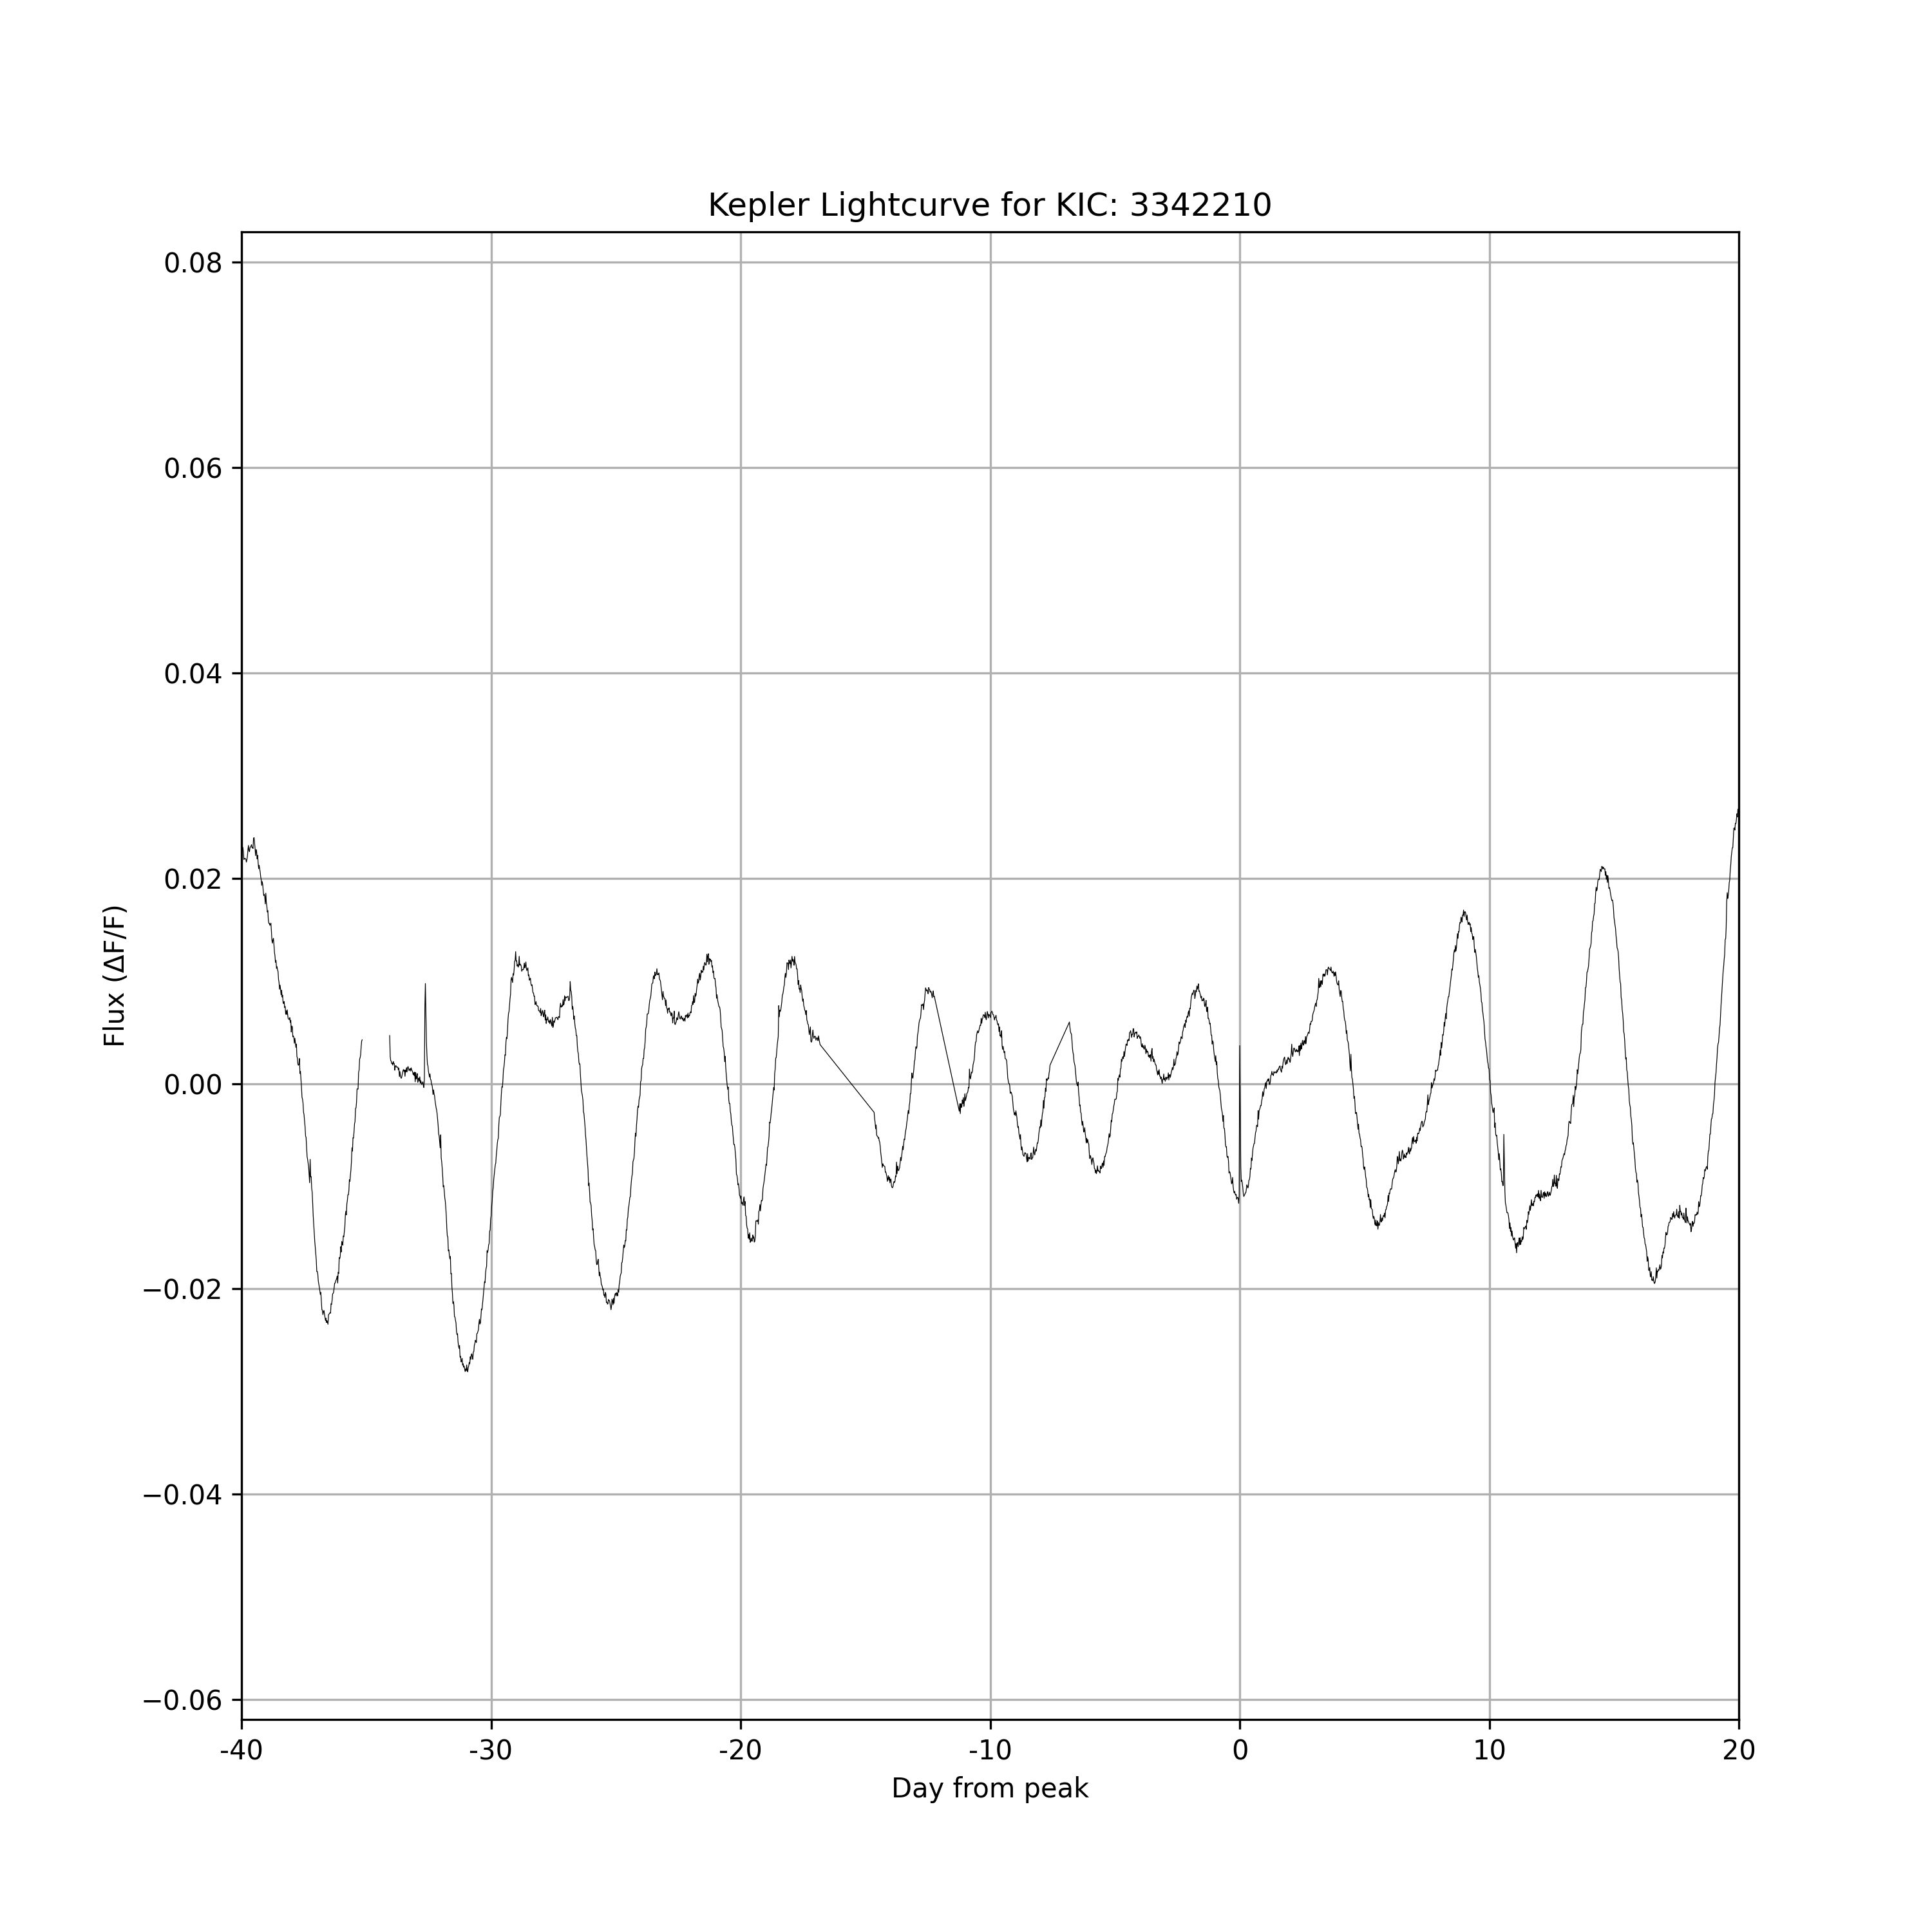 Kepler Lightcurve for KIC: 3342210
0.08
0.06
0.04
0.02
0.00
−0.02
−0.04
−0.06
Flux (ΔF/F)
-40 -30 -20 -10 0 10 20
Day from peak